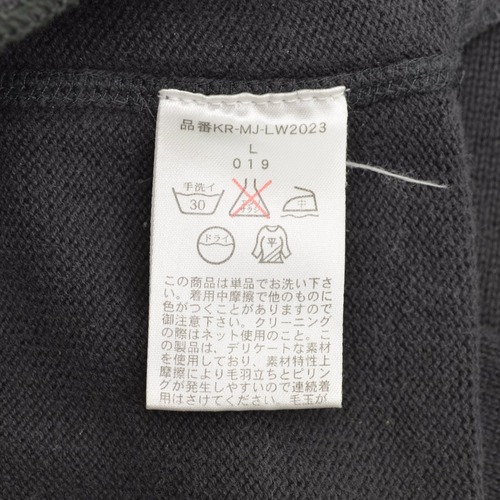 品番KR-MJ-LW2023
L
019
手洗イ
30
エンソ
サラシ
中
ドライ
平
この商品は単品でお洗い下さ
い。着用中摩擦で他のものに
色がつくことがありますので
御注意下さい。クリーニング
の際はネット使用のこと。こ
の製品は、デリケートな素材
を使用しており、素材特性上
摩擦により毛羽立ちとピリン
グが発生しやすいので連続着
用はさけてください。毛玉が